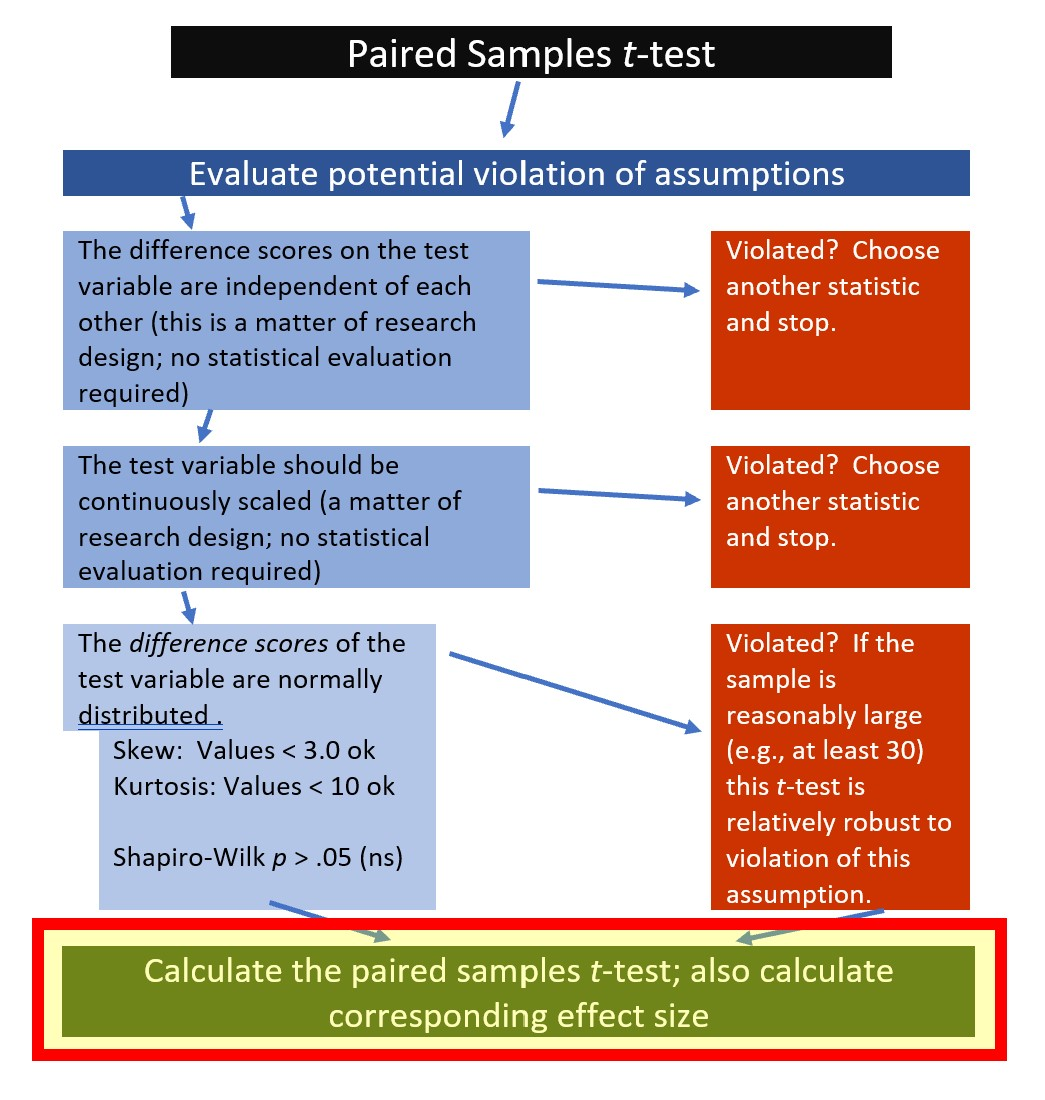 Paired Samples t-test
Evaluate potential violation of assumptions
The difference scores on the test
variable are independent of each
other (this is a matter of research
design; no statistical evaluation
required)
Violated?  Choose
another statistic
and stop.
The test variable should be
continuously scaled (a matter of
research design; no statistical
evaluation required)
Violated?  Choose
another statistic
and stop.
The difference scores of the
test variable are normally
distributed .
Skew:  Values < 3.0 ok
Kurtosis: Values < 10 ok
Shapiro-Wilk p > .05 (ns)
Violated?  If the
sample is
reasonably large
(e.g., at least 30)
this t-test is
relatively robust to
violation of this
assumption.
Calculate the paired samples t-test; also calculate
corresponding effect size